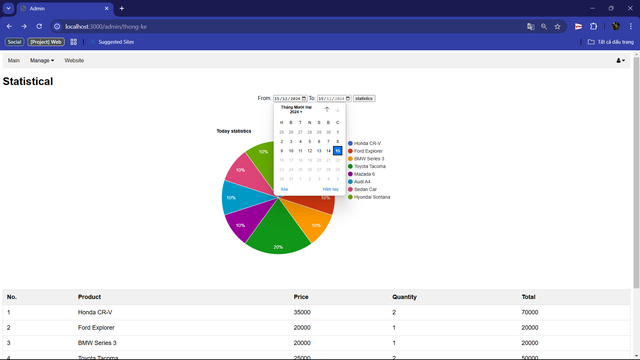 Admin
localhost:3000/admin/thong-ke
Social [Project] Web Suggested Sites Tất cả dấu trang
Main Manage Website
Statistical
From: 15/12/2024 To: 15/12/2024 statistics
Tháng Mười Hai 2024
H B T N S B C
25 26 27 28 29 30 1
2 3 4 5 6 7 8
9 10 11 12 13 14 15
16 17 18 19 20 21 22
23 24 25 26 27 28 29
30 31 1 2 3 4 5
Xóa Hôm nay
Today statistics
Honda CR-V
Ford Explorer
BMW Series 3
Toyota Tacoma
Mazada 6
Audi A4
Sedan Car
Hyondai Sontana
10%
10%
10%
10%
10%
20%
10%
No. Product Price Quantity Total
1 Honda CR-V 35000 2 70000
2 Ford Explorer 20000 1 20000
3 BMW Series 3 20000 1 20000
4 Toyota Tacoma 25000 2 50000